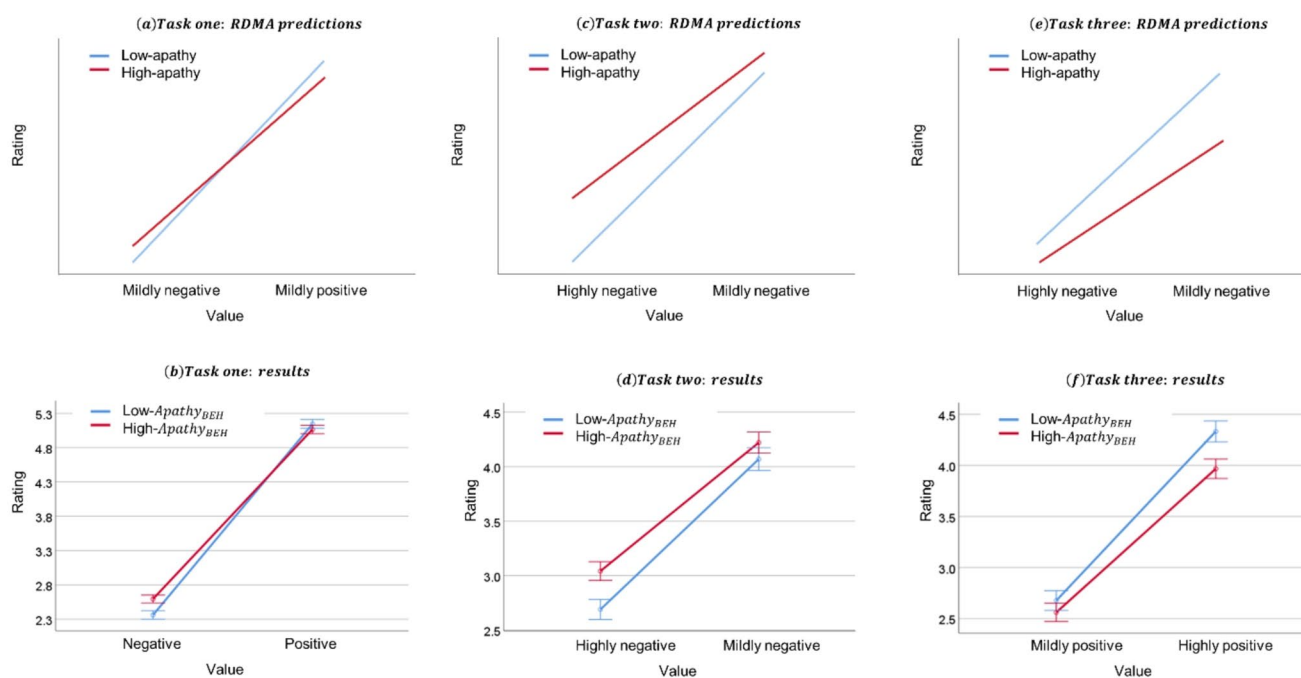 (a)Task one: RDMA predictions
Low-apathy
High-apathy
Rating
Mildly negative Mildly positive
Value
(c)Task two: RDMA predictions
Low-apathy
High-apathy
Rating
Highly negative Mildly negative
Value
(e)Task three: RDMA predictions
Low-apathy
High-apathy
Rating
Highly negative Mildly negative
Value
(b)Task one: results
Low-Apathy_BEH
High-Apathy_BEH
5.3
4.8
4.3
3.8
3.3
2.8
2.3
Rating
Negative Positive
Value
(d)Task two: results
Low-Apathy_BEH
High-Apathy_BEH
4.5
4.0
3.5
3.0
2.5
Rating
Highly negative Mildly negative
Value
(f)Task three: results
Low-Apathy_BEH
High-Apathy_BEH
4.5
4.0
3.5
3.0
2.5
Rating
Mildly positive Highly positive
Value